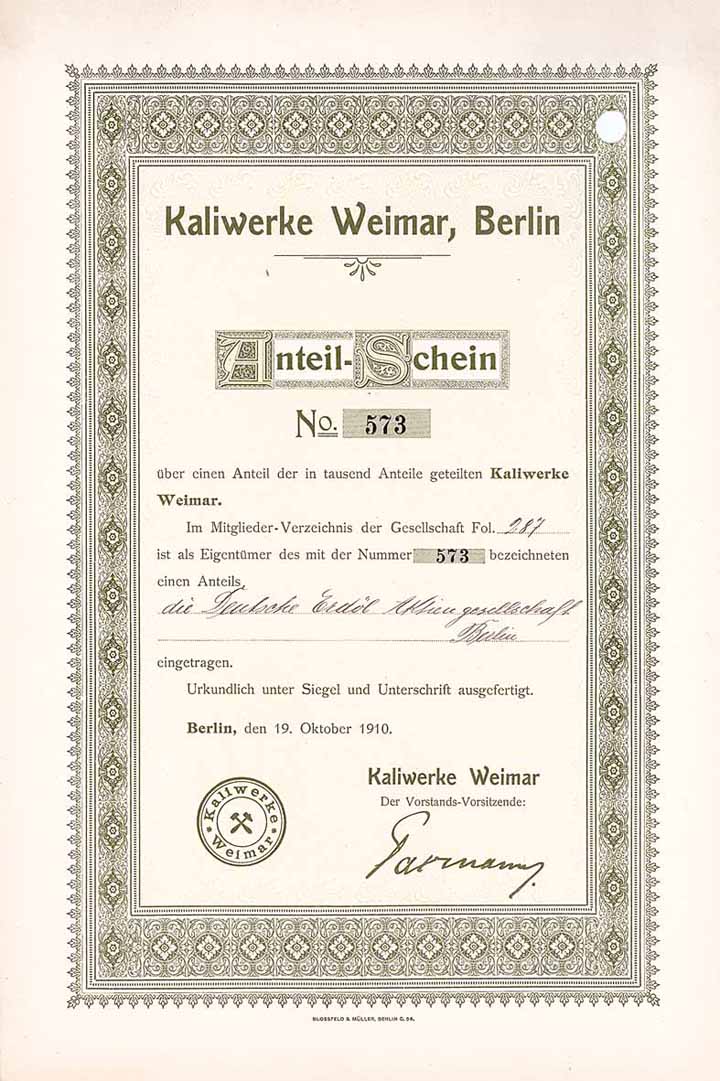 Kaliwerke Weimar, Berlin
Anteil-Schein
No. 573
über einen Anteil der in tausend Anteile geteilten Kaliwerke
Weimar.
Im Mitglieder-Verzeichnis der Gesellschaft Fol. 287
ist als Eigentümer des mit der Nummer 573 bezeichneten
einen Anteils
die Deutsche Erdöl Aktiengesellschaft
Berlin
eingetragen.
Urkundlich unter Siegel und Unterschrift ausgefertigt.
Berlin, den 19. Oktober 1910.
Kaliwerke Weimar
Der Vorstands-Vorsitzende:
Kaliwerke
Weimar
BLOSSFELD & MÜLLER, BERLIN C. 54.